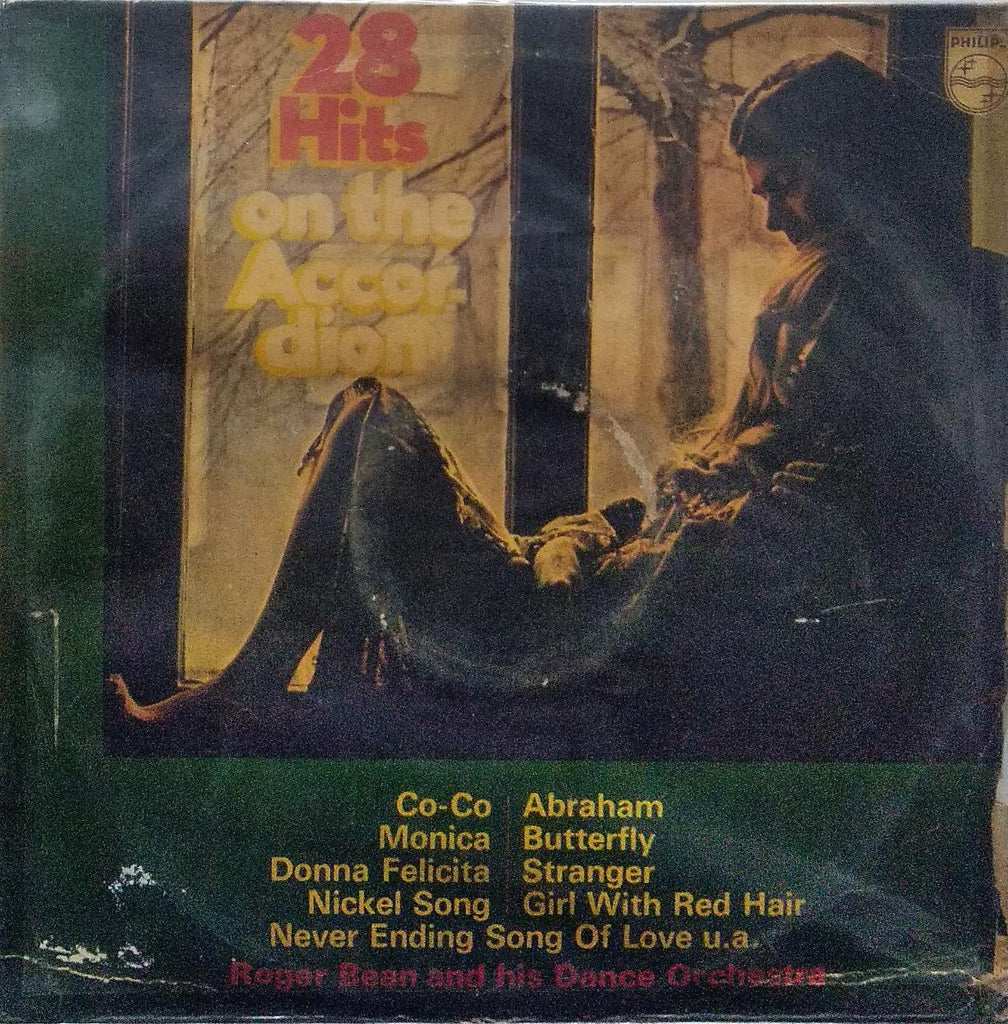 28
Hits
on the
Accor-
dion
PHILIPS
Co-Co Abraham
Monica Butterfly
Donna Felicita Stranger
Nickel Song Girl With Red Hair
Never Ending Song Of Love u.a.
Roger Bean and his Dance Orchestra